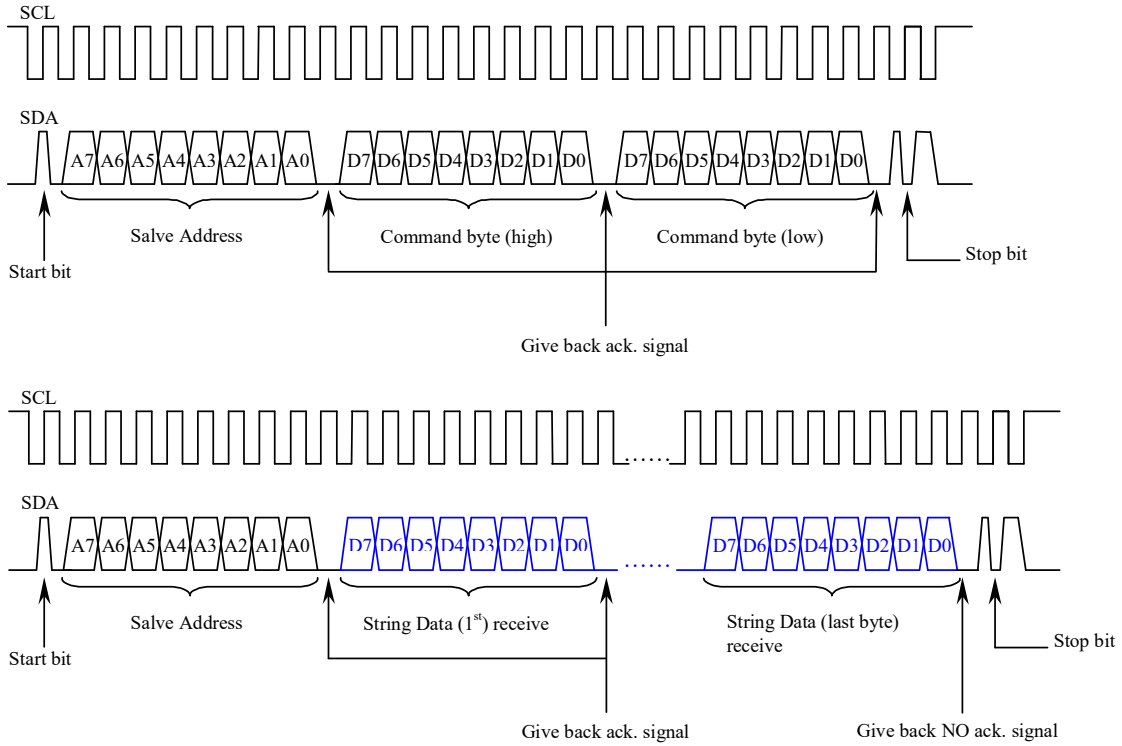 SCL
SDA
A7 A6 A5 A4 A3 A2 A1 A0 D7 D6 D5 D4 D3 D2 D1 D0 D7 D6 D5 D4 D3 D2 D1 D0
Salve Address Command byte (high) Command byte (low)
Start bit Stop bit
Give back ack. signal
SCL
......
SDA
A7 A6 A5 A4 A3 A2 A1 A0 D7 D6 D5 D4 D3 D2 D1 D0 ...... D7 D6 D5 D4 D3 D2 D1 D0
Salve Address String Data (1st) receive String Data (last byte)
receive
Start bit Stop bit
Give back ack. signal Give back NO ack. signal